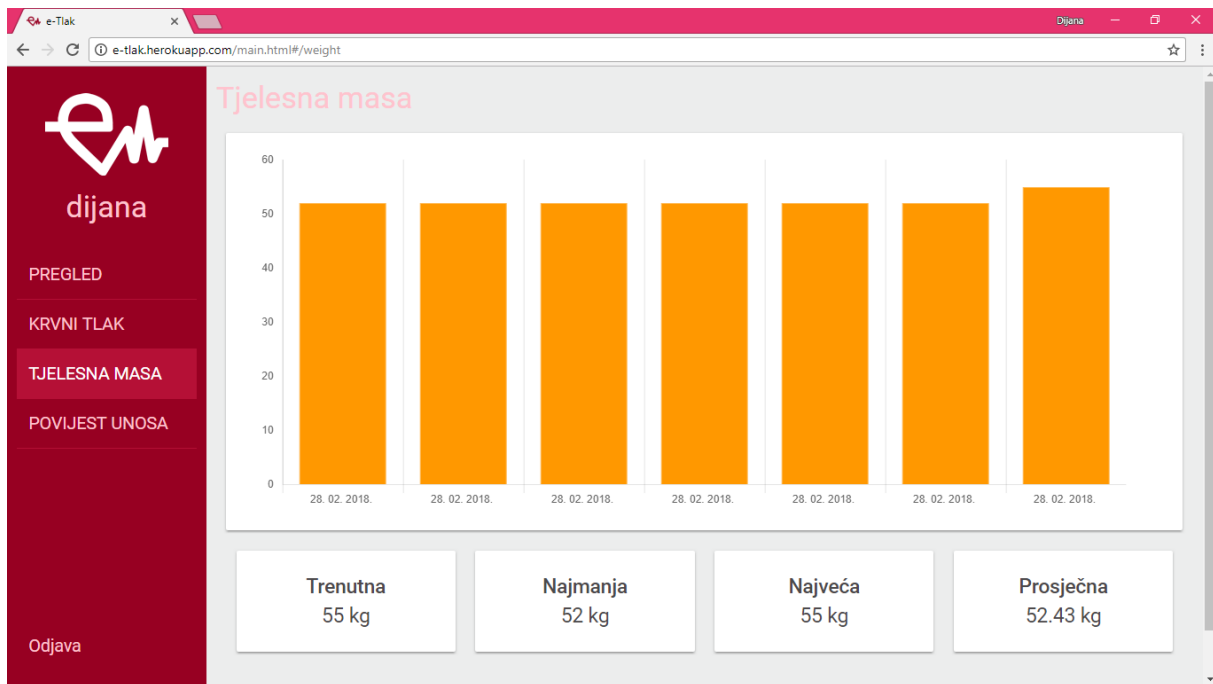 e-Tlak
Dijana
e-tlak.herokuapp.com/main.html#/weight
dijana
PREGLED
KRVNI TLAK
TJELESNA MASA
POVIJEST UNOSA
Odjava
Tjelesna masa
60
50
40
30
20
10
0
28. 02. 2018. 28. 02. 2018. 28. 02. 2018. 28. 02. 2018. 28. 02. 2018. 28. 02. 2018. 28. 02. 2018.
Trenutna
55 kg
Najmanja
52 kg
Najveća
55 kg
Prosječna
52.43 kg